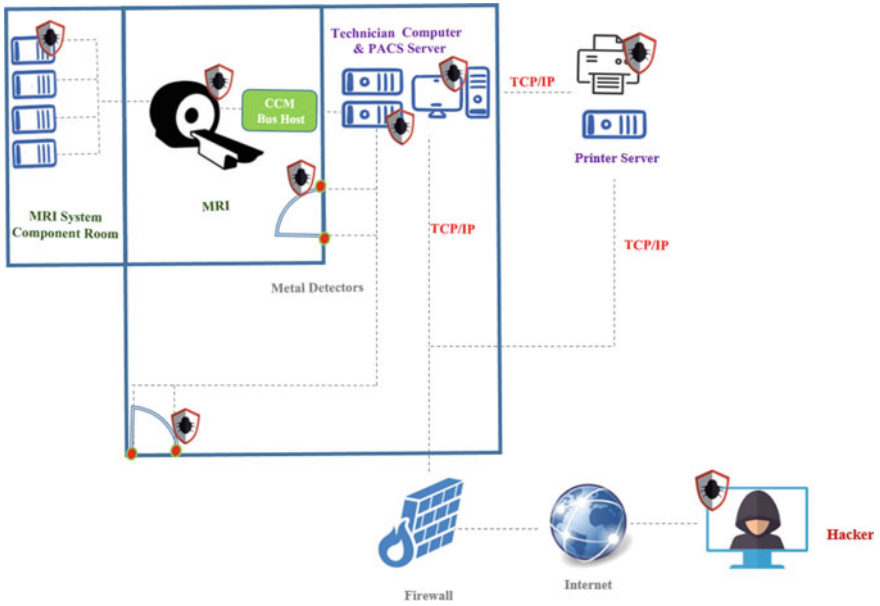 Technician Computer
& PACS Server
TCP/IP
CCM
Bus Host
Printer Server
MRI System
Component Room
MRI
TCP/IP
TCP/IP
Metal Detectors
Hacker
Internet
Firewall